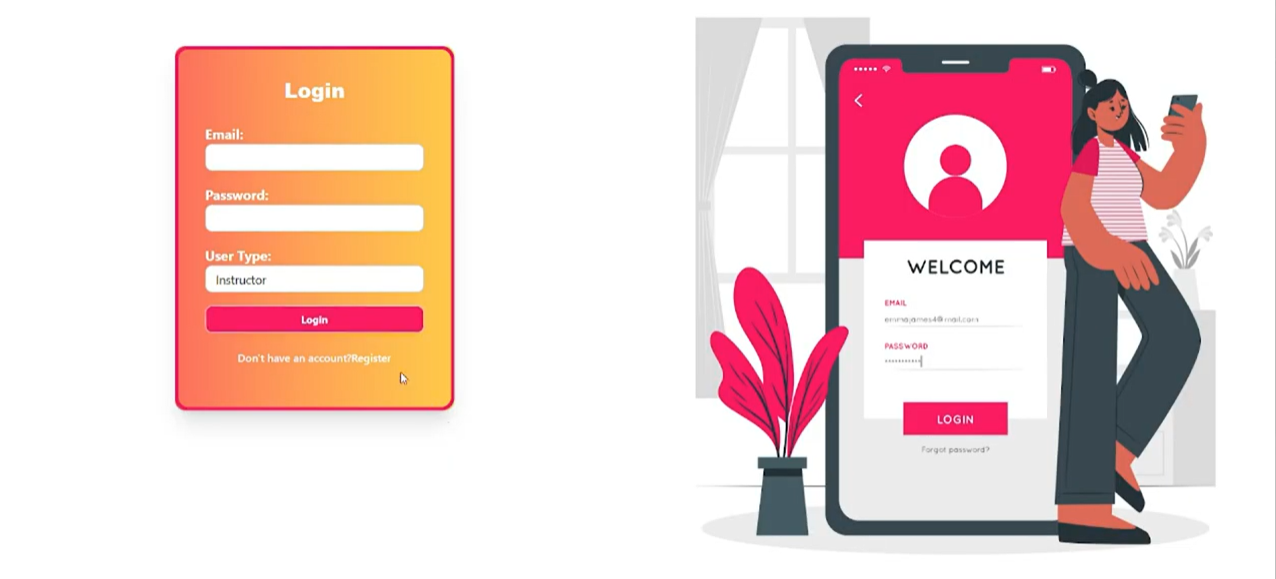 Login
Email:
Password:
User Type:
Instructor
Login
Don't have an account?Register
WELCOME
EMAIL
emmajames4@mail.com
PASSWORD
LOGIN
Forgot password?